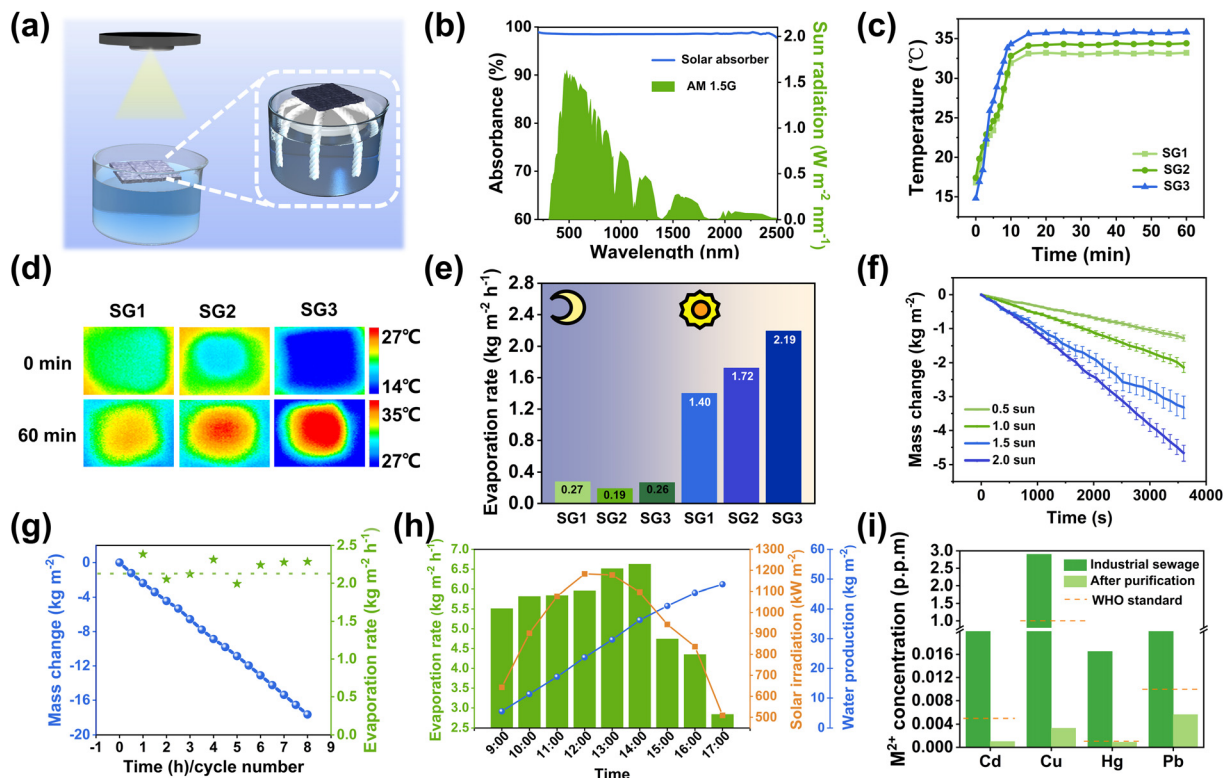 (a)
(b)
100
90
80
70
60
Absorbance (%)
500
1000
1500
2000
2500
Wavelength (nm)
2.0
1.5
1.0
0.5
0.0
Sun radiation (W m⁻² nm⁻¹)
Solar absorber
AM 1.5G
(c)
35
30
25
20
15
Temperature (℃)
0
10
20
30
40
50
60
Time (min)
SG1
SG2
SG3
(d)
SG1
SG2
SG3
0 min
27℃
14℃
60 min
35℃
27℃
(e)
Evaporation rate (kg m⁻² h⁻¹)
2.8
2.4
2.0
1.6
1.2
0.8
0.4
0.0
0.27
0.19
0.26
1.40
1.72
2.19
SG1
SG2
SG3
SG1
SG2
SG3
(f)
Mass change (kg m⁻²)
0
-1
-2
-3
-4
-5
0.5 sun
1.0 sun
1.5 sun
2.0 sun
0
1000
2000
3000
4000
Time (s)
(g)
Mass change (kg m⁻²)
0
-4
-8
-12
-16
-20
-1
0
1
2
3
4
5
6
7
8
9
Time (h)/cycle number
2.5
2.0
1.5
1.0
0.5
0.0
Evaporation rate (kg m⁻² h⁻¹)
(h)
Evaporation rate (kg m⁻² h⁻¹)
7.0
6.5
6.0
5.5
5.0
4.5
4.0
3.5
3.0
2.5
9:00
10:00
11:00
12:00
13:00
14:00
15:00
16:00
17:00
Time
1300
1200
1100
1000
900
800
700
600
500
Solar irradiation (kW m⁻²)
60
50
40
30
20
10
0
Water production (kg m⁻²)
(i)
M²⁺ concentration (p.p.m)
3.0
2.5
2.0
1.5
1.0
0.016
0.012
0.008
0.004
0.000
Industrial sewage
After purification
WHO standard
Cd
Cu
Hg
Pb